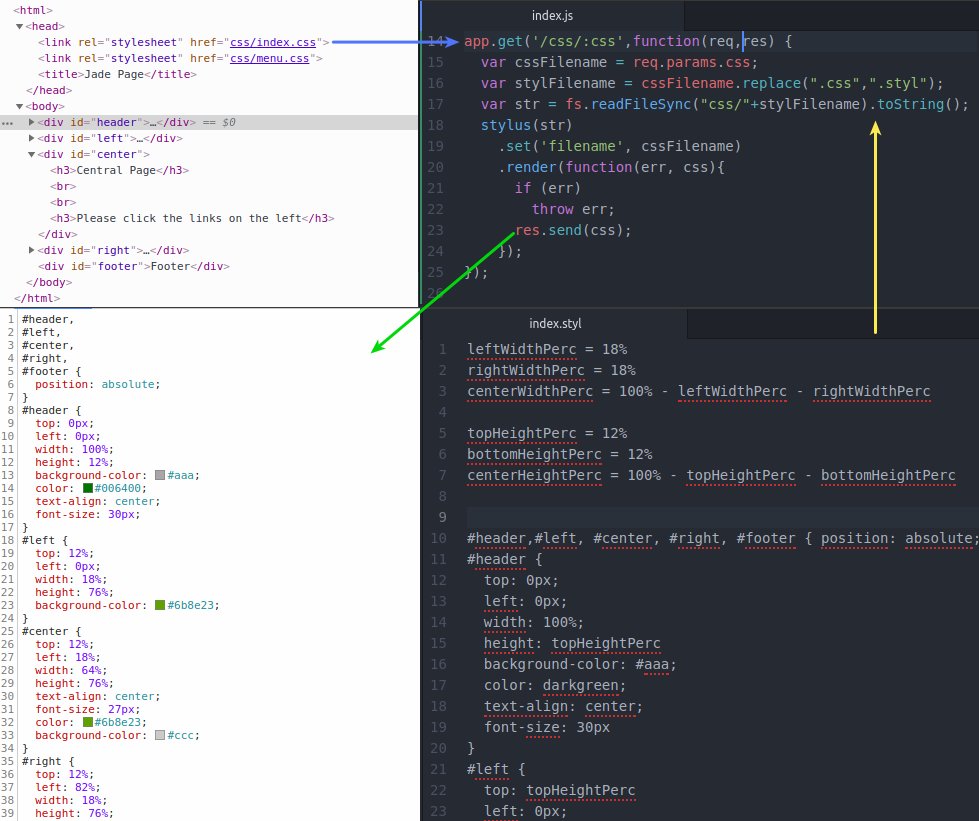 <html>
▼<head>
<link rel="stylesheet" href="css/index.css">
<link rel="stylesheet" href="css/menu.css">
<title>Jade Page</title>
</head>
▼<body>
••• ▶<div id="header">…</div> == $0
▶<div id="left">…</div>
▼<div id="center">
<h3>Central Page</h3>
<br>
<br>
<h3>Please click the links on the left</h3>
</div>
▶<div id="right">…</div>
<div id="footer">Footer</div>
</body>
</html>
index.js
14 app.get('/css/:css',function(req,res) {
15 var cssFilename = req.params.css;
16 var stylFilename = cssFilename.replace(".css",".styl");
17 var str = fs.readFileSync("css/"+stylFilename).toString();
18 stylus(str)
19 .set('filename', cssFilename)
20 .render(function(err, css){
21 if (err)
22 throw err;
23 res.send(css);
24 });
25 });
26
1 #header,
2 #left,
3 #center,
4 #right,
5 #footer {
6 position: absolute;
7 }
8 #header {
9 top: 0px;
10 left: 0px;
11 width: 100%;
12 height: 12%;
13 background-color: #aaa;
14 color: #006400;
15 text-align: center;
16 font-size: 30px;
17 }
18 #left {
19 top: 12%;
20 left: 0px;
21 width: 18%;
22 height: 76%;
23 background-color: #6b8e23;
24 }
25 #center {
26 top: 12%;
27 left: 18%;
28 width: 64%;
29 height: 76%;
30 text-align: center;
31 font-size: 27px;
32 color: #6b8e23;
33 background-color: #ccc;
34 }
35 #right {
36 top: 12%;
37 left: 82%;
38 width: 18%;
39 height: 76%;
index.styl
1 leftWidthPerc = 18%
2 rightWidthPerc = 18%
3 centerWidthPerc = 100% - leftWidthPerc - rightWidthPerc
4
5 topHeightPerc = 12%
6 bottomHeightPerc = 12%
7 centerHeightPerc = 100% - topHeightPerc - bottomHeightPerc
8
9
10 #header,#left, #center, #right, #footer { position: absolute;
11 #header {
12 top: 0px;
13 left: 0px;
14 width: 100%;
15 height: topHeightPerc
16 background-color: #aaa;
17 color: darkgreen;
18 text-align: center;
19 font-size: 30px
20 }
21 #left {
22 top: topHeightPerc
23 left: 0px;